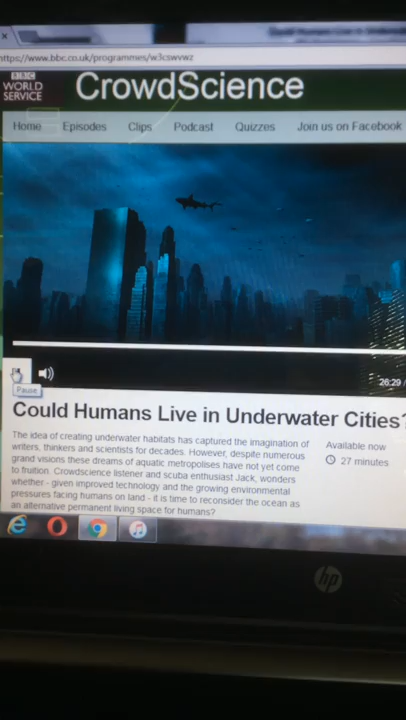 https://www.bbc.co.uk/programmes/w3cswvwz
BBC
WORLD
SERVICE
CrowdScience
Home Episodes Clips Podcast Quizzes Join us on Facebook
26:29 /
Pause
Could Humans Live in Underwater Cities?
The idea of creating underwater habitats has captured the imagination of
writers, thinkers and scientists for decades. However, despite numerous
grand visions these dreams of aquatic metropolises have not yet come
to fruition. Crowdscience listener and scuba enthusiast Jack, wonders
whether - given improved technology and the growing environmental
pressures facing humans on land - it is time to reconsider the ocean as
an alternative permanent living space for humans?
Available now
27 minutes
hp